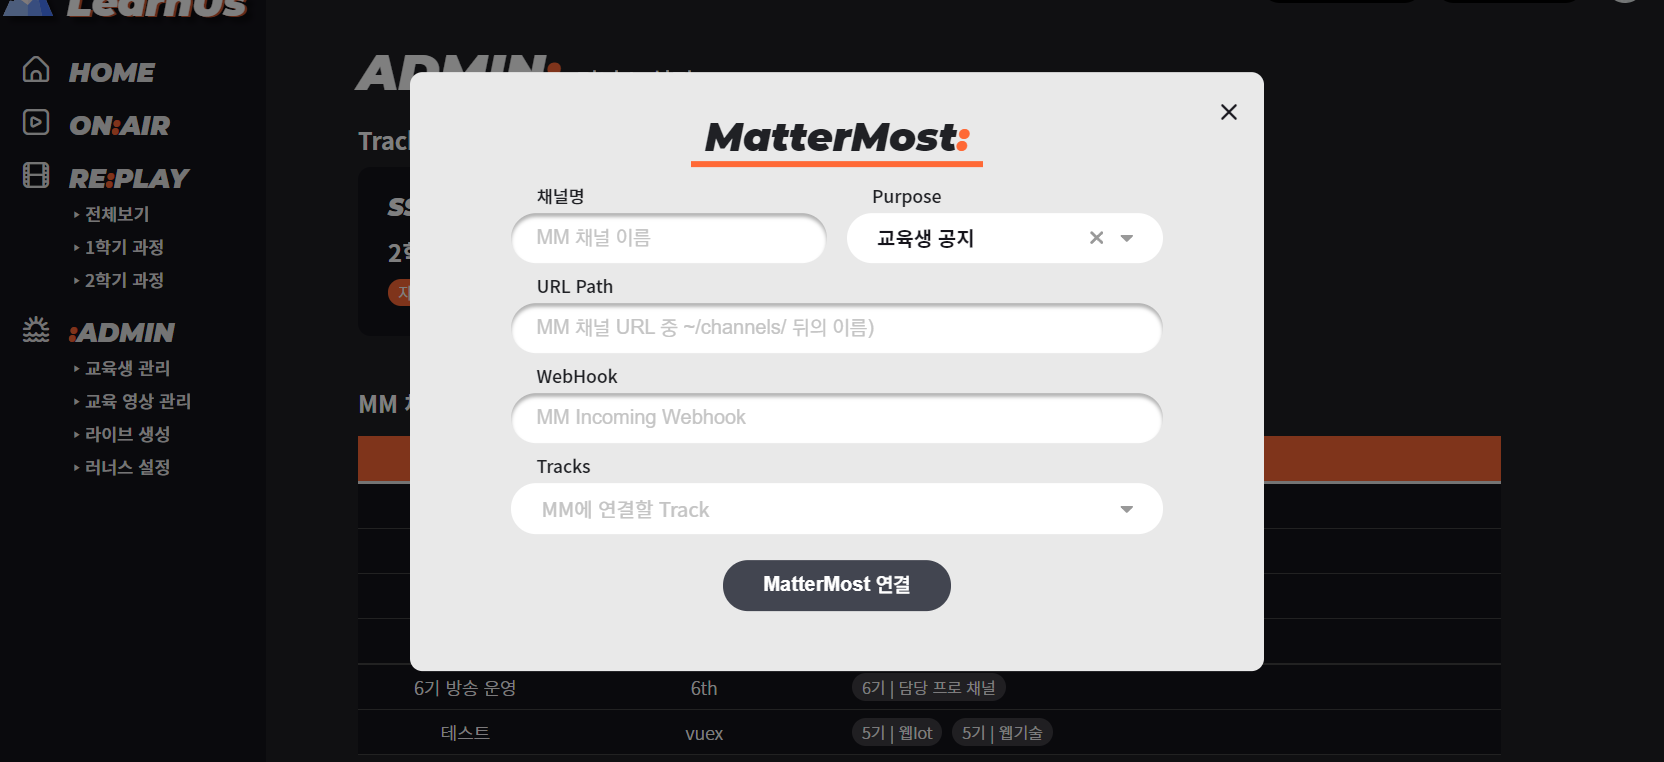 LearnUs
HOME
ON:AIR
RE:PLAY
전체보기
1학기 과정
2학기 과정
:ADMIN
교육생 관리
교육 영상 관리
라이브 생성
러너스 설정
ADMIN:
Track
MM
MatterMost:
채널명
Purpose
MM 채널 이름
교육생 공지
URL Path
MM 채널 URL 중 ~/channels/ 뒤의 이름)
WebHook
MM Incoming Webhook
Tracks
MM에 연결할 Track
MatterMost 연결
6기 방송 운영 6th 6기 | 담당 프로 채널
테스트 vuex 5기 | 웹Iot 5기 | 웹기술